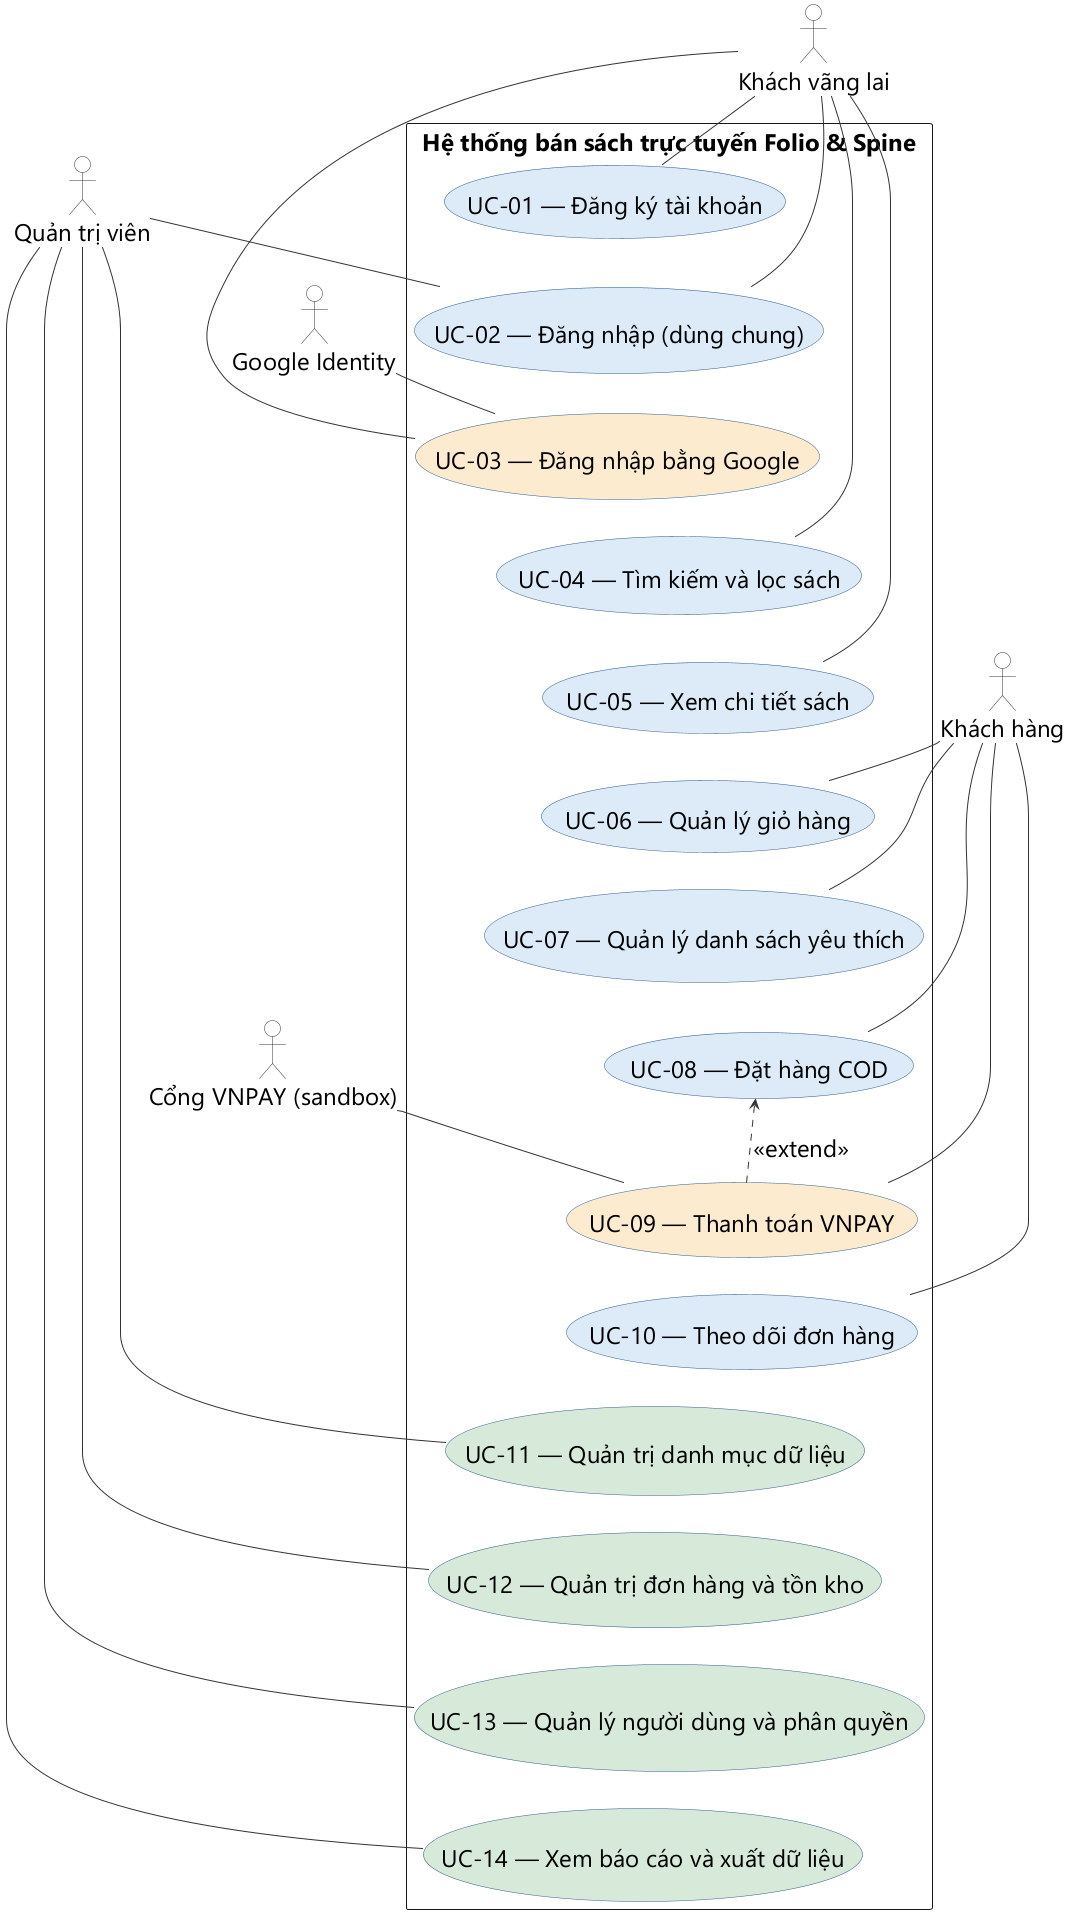 Khách vãng lai
Hệ thống bán sách trực tuyến Folio & Spine
UC-01 — Đăng ký tài khoản
Quản trị viên
UC-02 — Đăng nhập (dùng chung)
Google Identity
UC-03 — Đăng nhập bằng Google
UC-04 — Tìm kiếm và lọc sách
UC-05 — Xem chi tiết sách
Khách hàng
UC-06 — Quản lý giỏ hàng
UC-07 — Quản lý danh sách yêu thích
UC-08 — Đặt hàng COD
Cổng VNPAY (sandbox)
«extend»
UC-09 — Thanh toán VNPAY
UC-10 — Theo dõi đơn hàng
UC-11 — Quản trị danh mục dữ liệu
UC-12 — Quản trị đơn hàng và tồn kho
UC-13 — Quản lý người dùng và phân quyền
UC-14 — Xem báo cáo và xuất dữ liệu